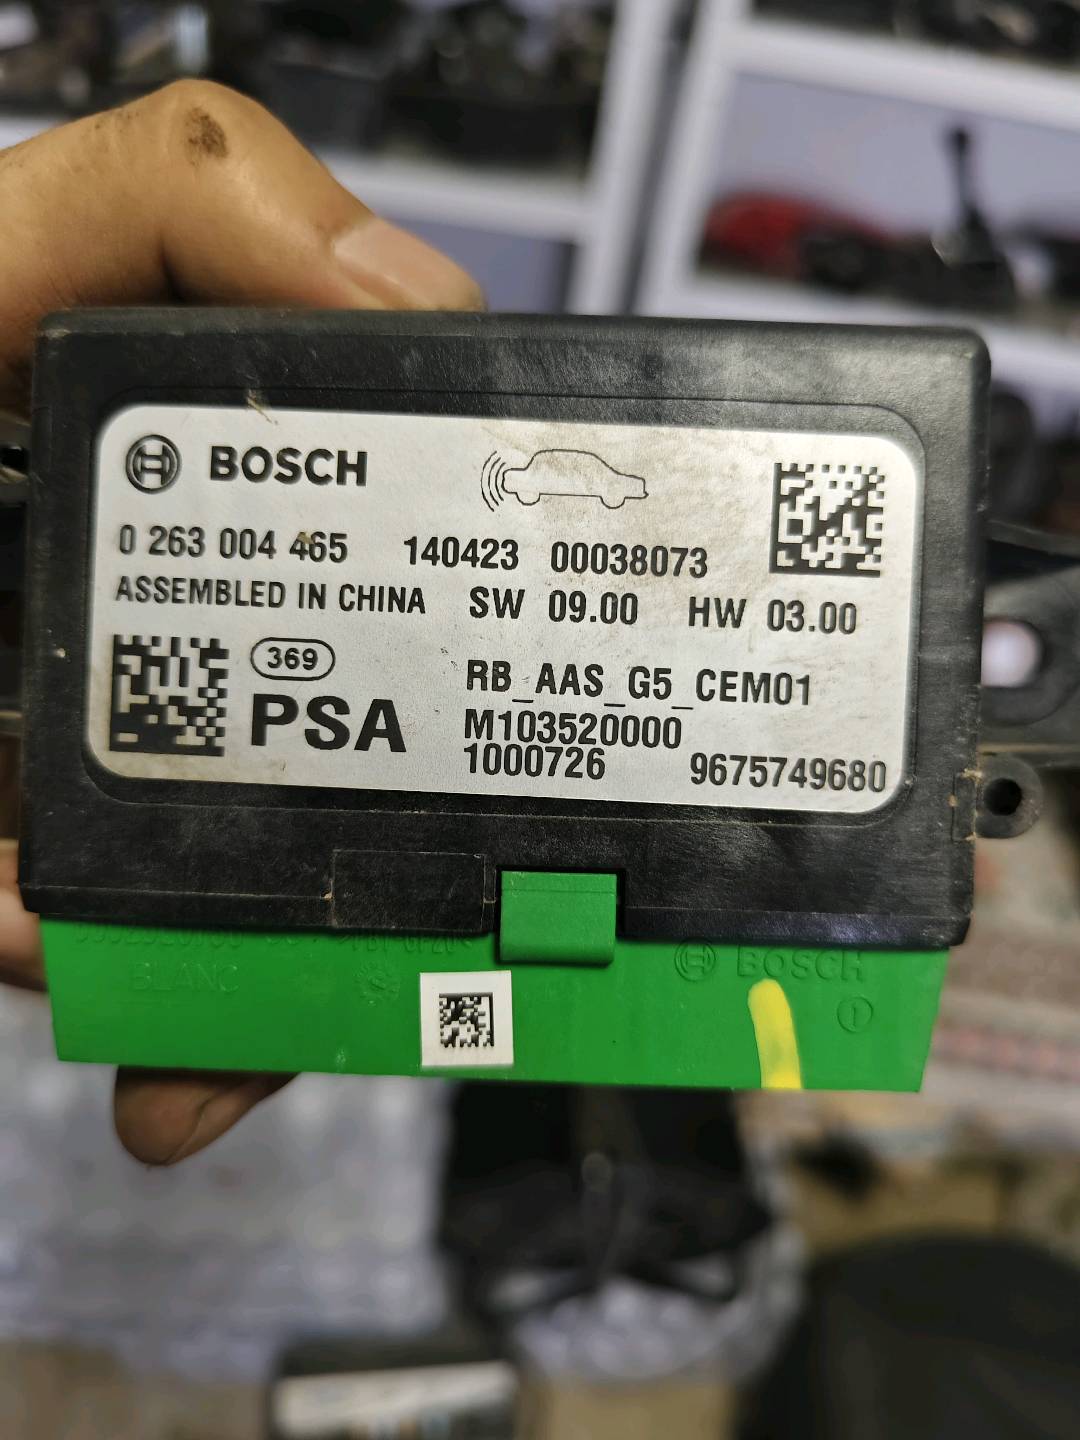 BOSCH
0 263 004 465 140423 00038073
ASSEMBLED IN CHINA SW 09.00 HW 03.00
369
PSA
RB_AAS_G5_CEM01
M103520000
1000726 9675749680
BOSCH
BLANC
1